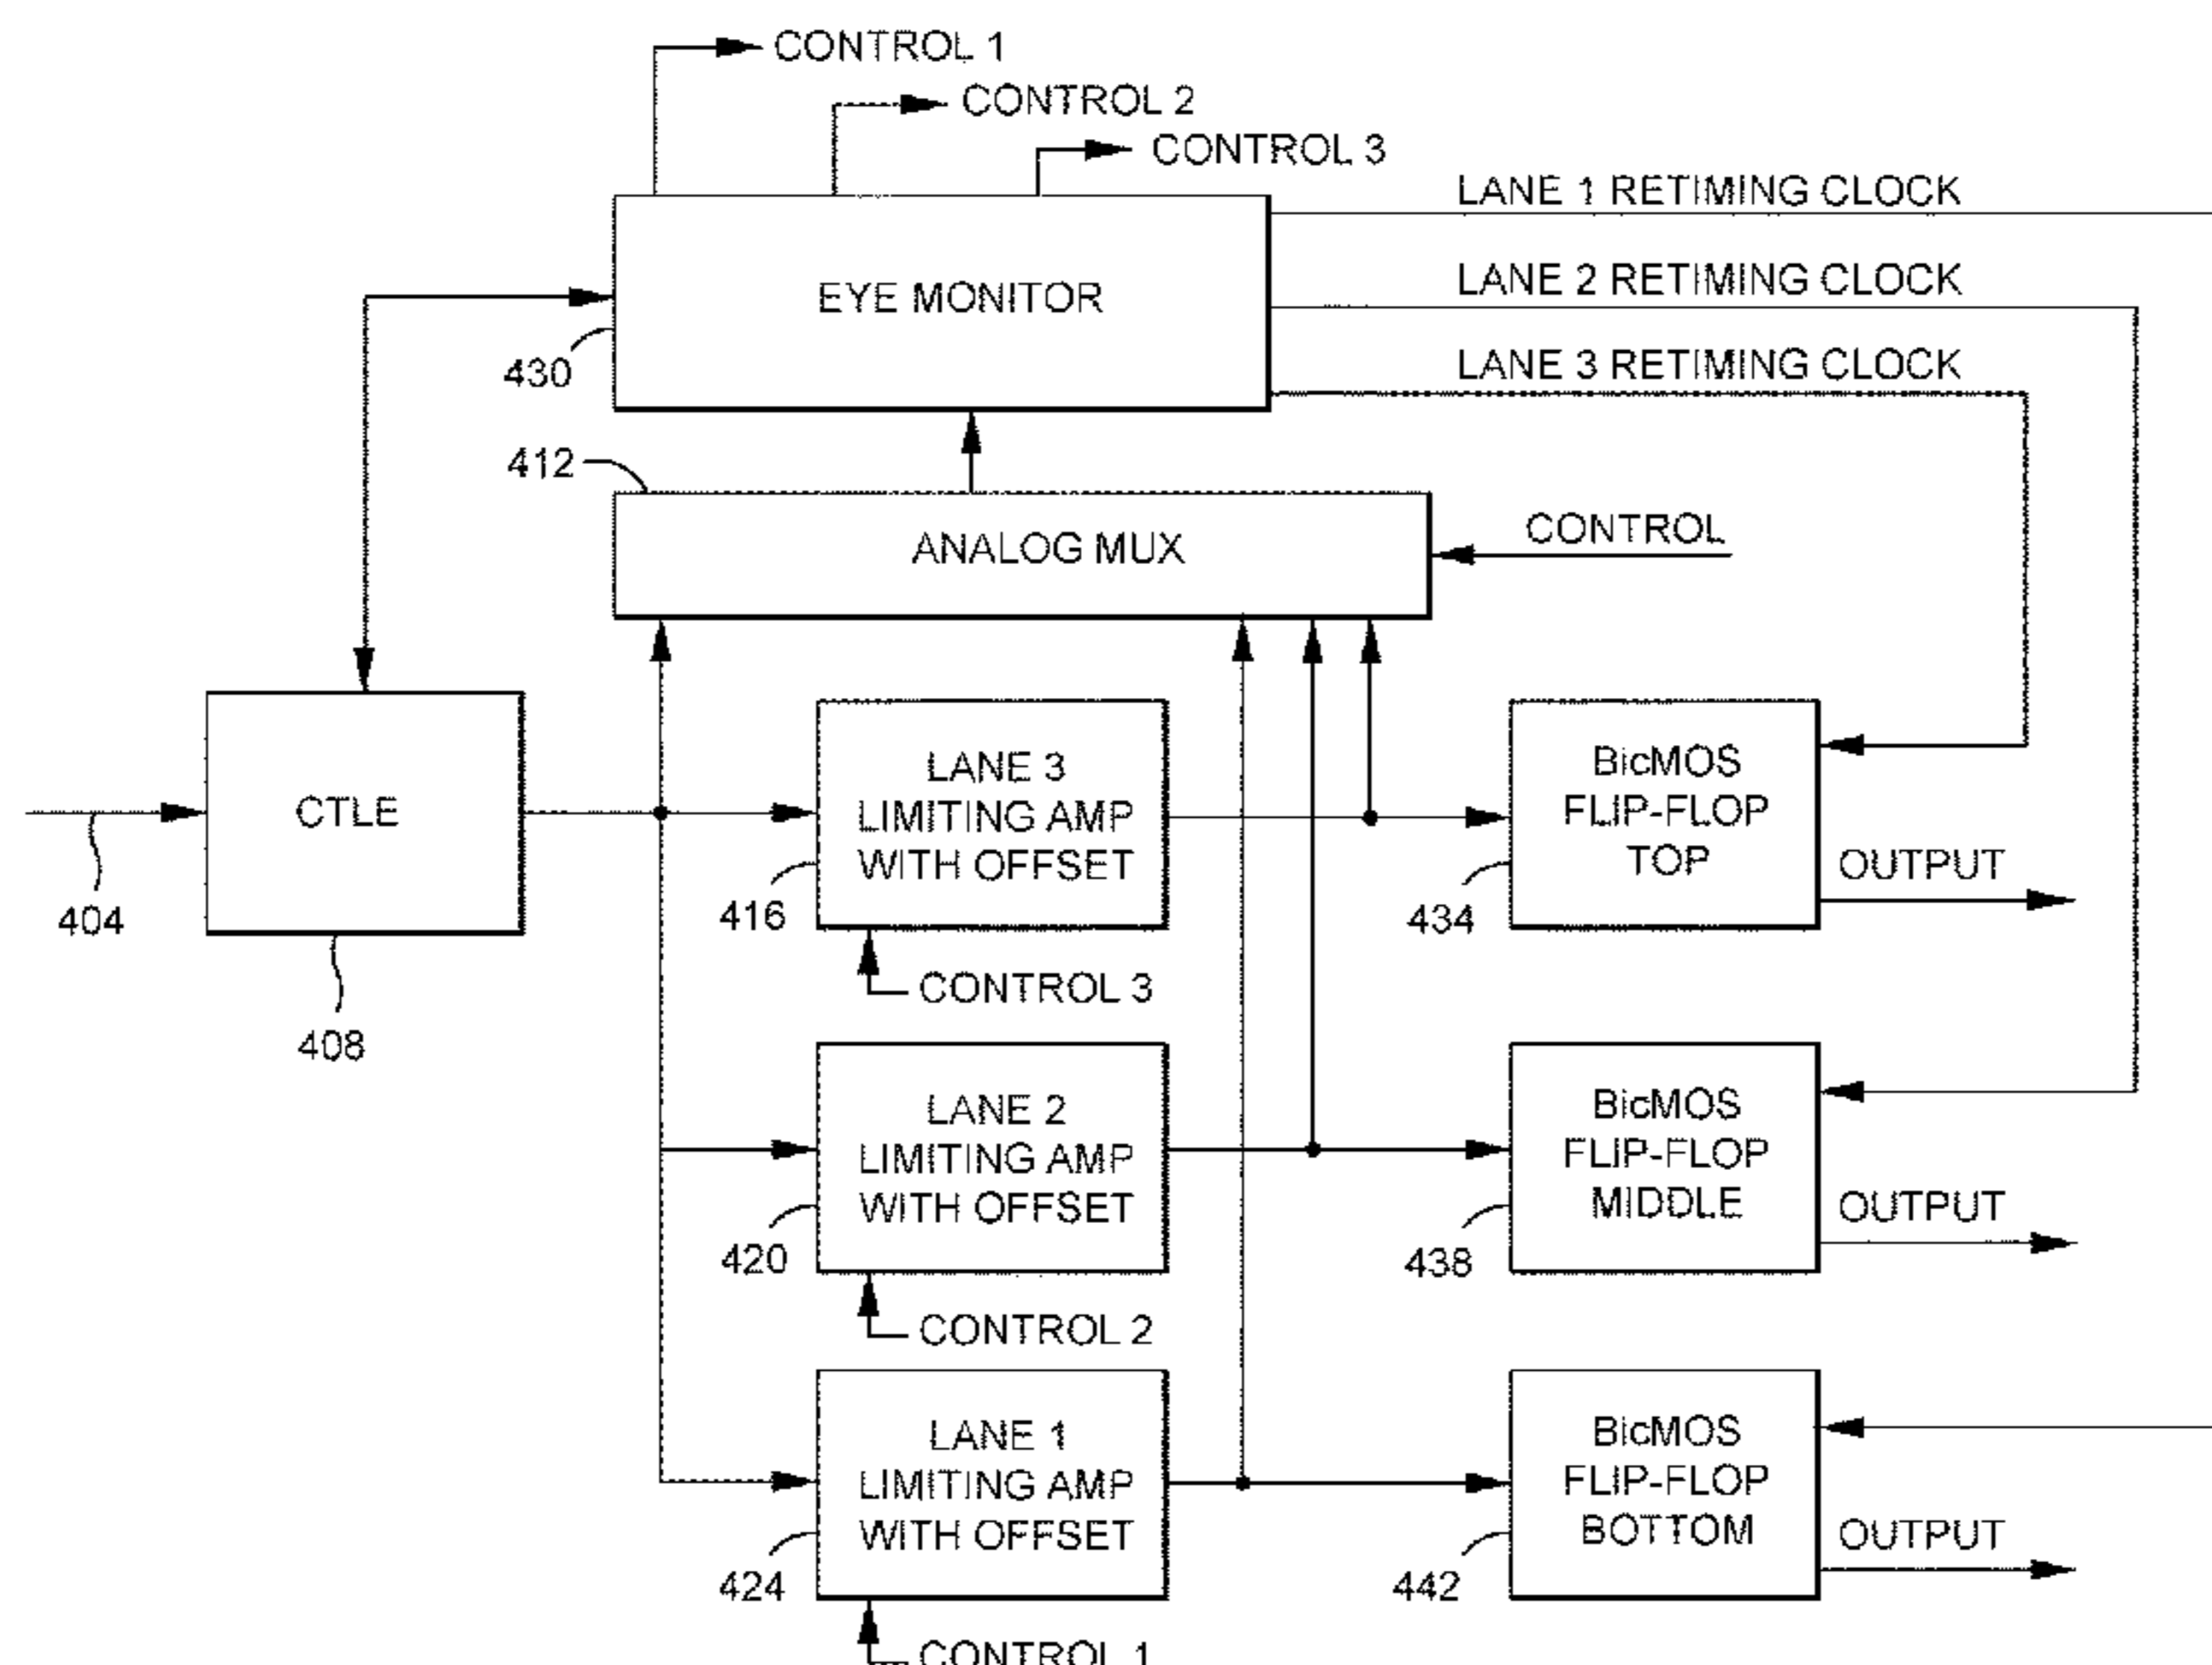 CONTROL 1
CONTROL 2
CONTROL 3
LANE 1 RETIMING CLOCK
LANE 2 RETIMING CLOCK
EYE MONITOR
LANE 3 RETIMING CLOCK
430
412
CONTROL
ANALOG MUX
LANE 3
LIMITING AMP
WITH OFFSET
BicMOS
FLIP-FLOP
TOP
CTLE
OUTPUT
404
416
434
CONTROL 3
408
LANE 2
LIMITING AMP
WITH OFFSET
BicMOS
FLIP-FLOP
MIDDLE
OUTPUT
420
438
CONTROL 2
LANE 1
LIMITING AMP
WITH OFFSET
BicMOS
FLIP-FLOP
BOTTOM
OUTPUT
424
442
CONTROL 1